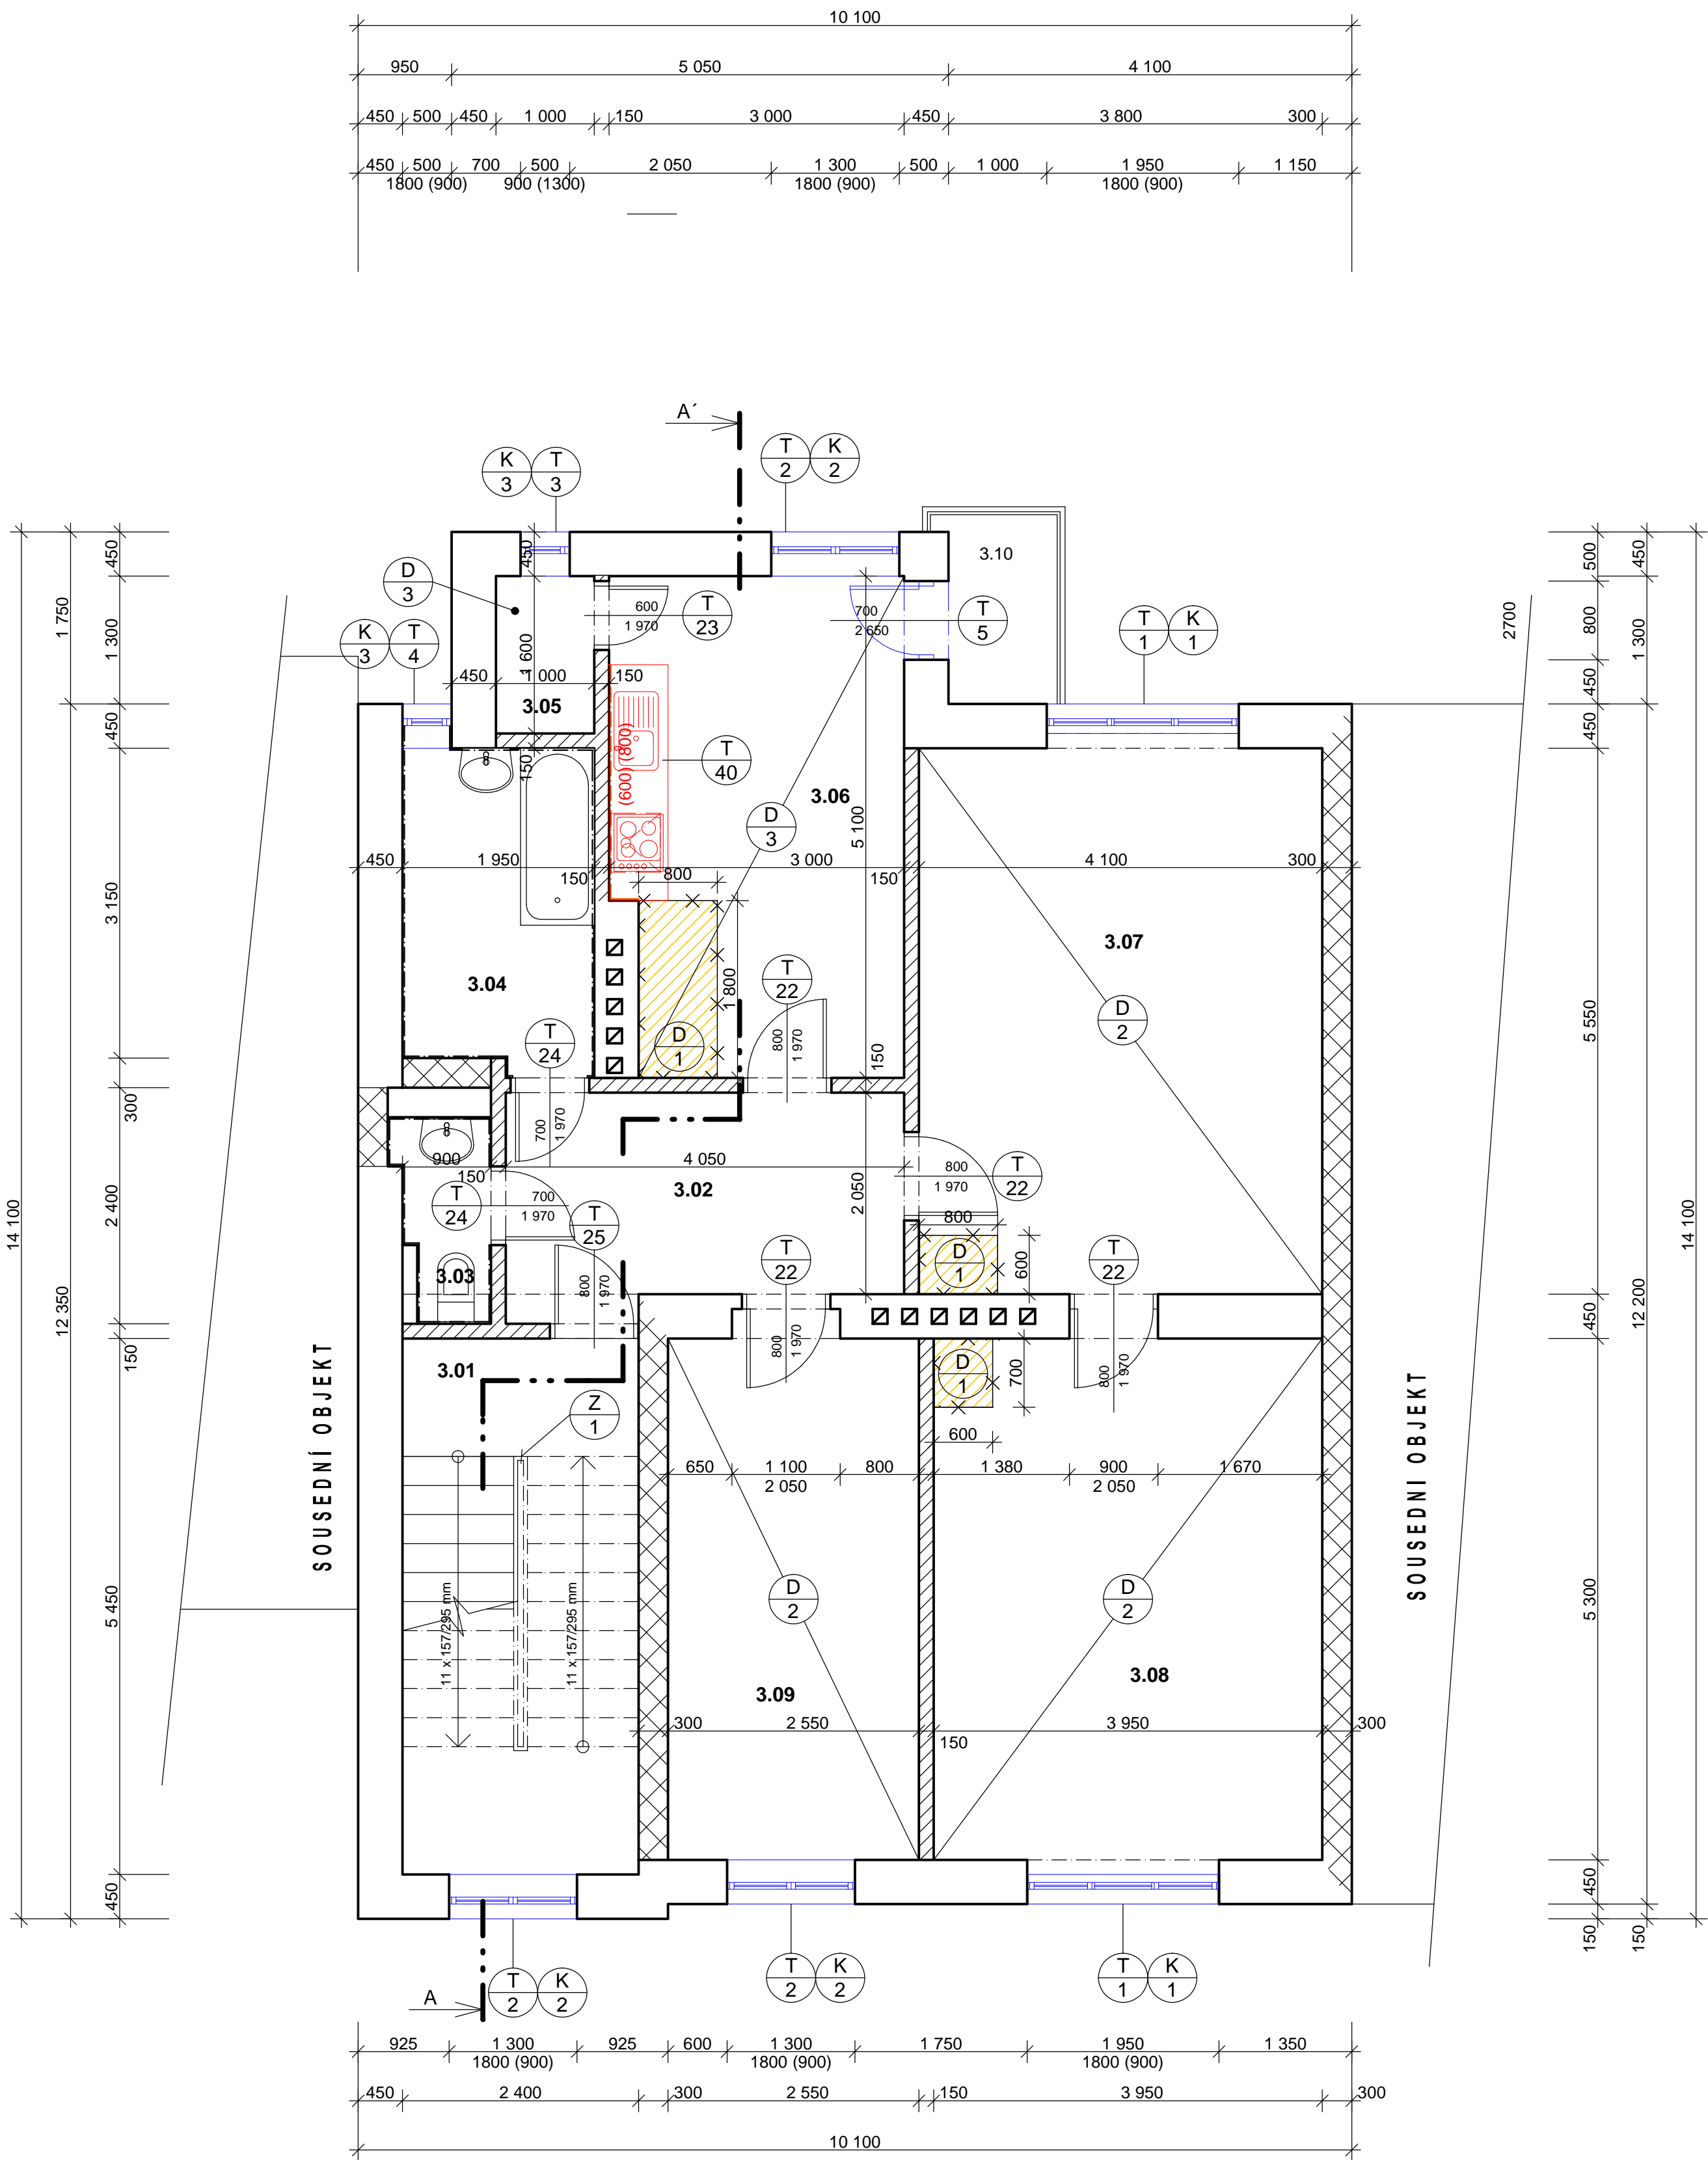 10 100
950 5 050 4 100
450 500 450 1 000 150 3 000 450 3 800 300
450 500 700 500 2 050 1 300 500 1 000 1 950 1 150
1800 (900) 900 (1300) 1800 (900) 1800 (900)
A´
K 3 T 3
T 2 K 2
3.10
D 3
K 3 T 4
T 23
600
1 970
700
2 650
T 5
T 1 K 1
2700
450
1 600
450 1 000 150
3.05
150
(600) (800)
T 40
3.06
D 3
5 100
450 1 950 150 3 000 150 4 100 300
800
3.07
3.04
1 800
T 22
800
1 970
D 1
T 24
D 2
150
700
1 970
900
150
4 050
3.02
2 050
T 24
700
1 970
T 25
800
1 970
3.03
800
1 970
T 22
800
D 1
600
T 22
T 22
800
1 970
800
1 970
3.01
D 1
700
600
Z 1
650 1 100 800 1 380 900 1 670
2 050 2 050
11 x 157/295 mm
11 x 157/295 mm
D 2
D 2
3.09
3.08
300 2 550 150 3 950 300
SOUSEDNÍ OBJEKT
SOUSEDNI OBJEKT
14 100
1 750
12 350
450
1 300
450
3 150
300
2 400
150
5 450
450
500
800
450
450
5 550
450
5 300
450
150
450
1 300
12 200
150
14 100
A
T 2 K 2
T 2 K 2
T 1 K 1
925 1 300 925 600 1 300 1 750 1 950 1 350
1800 (900) 1800 (900) 1800 (900)
450 2 400 300 2 550 150 3 950 300
10 100